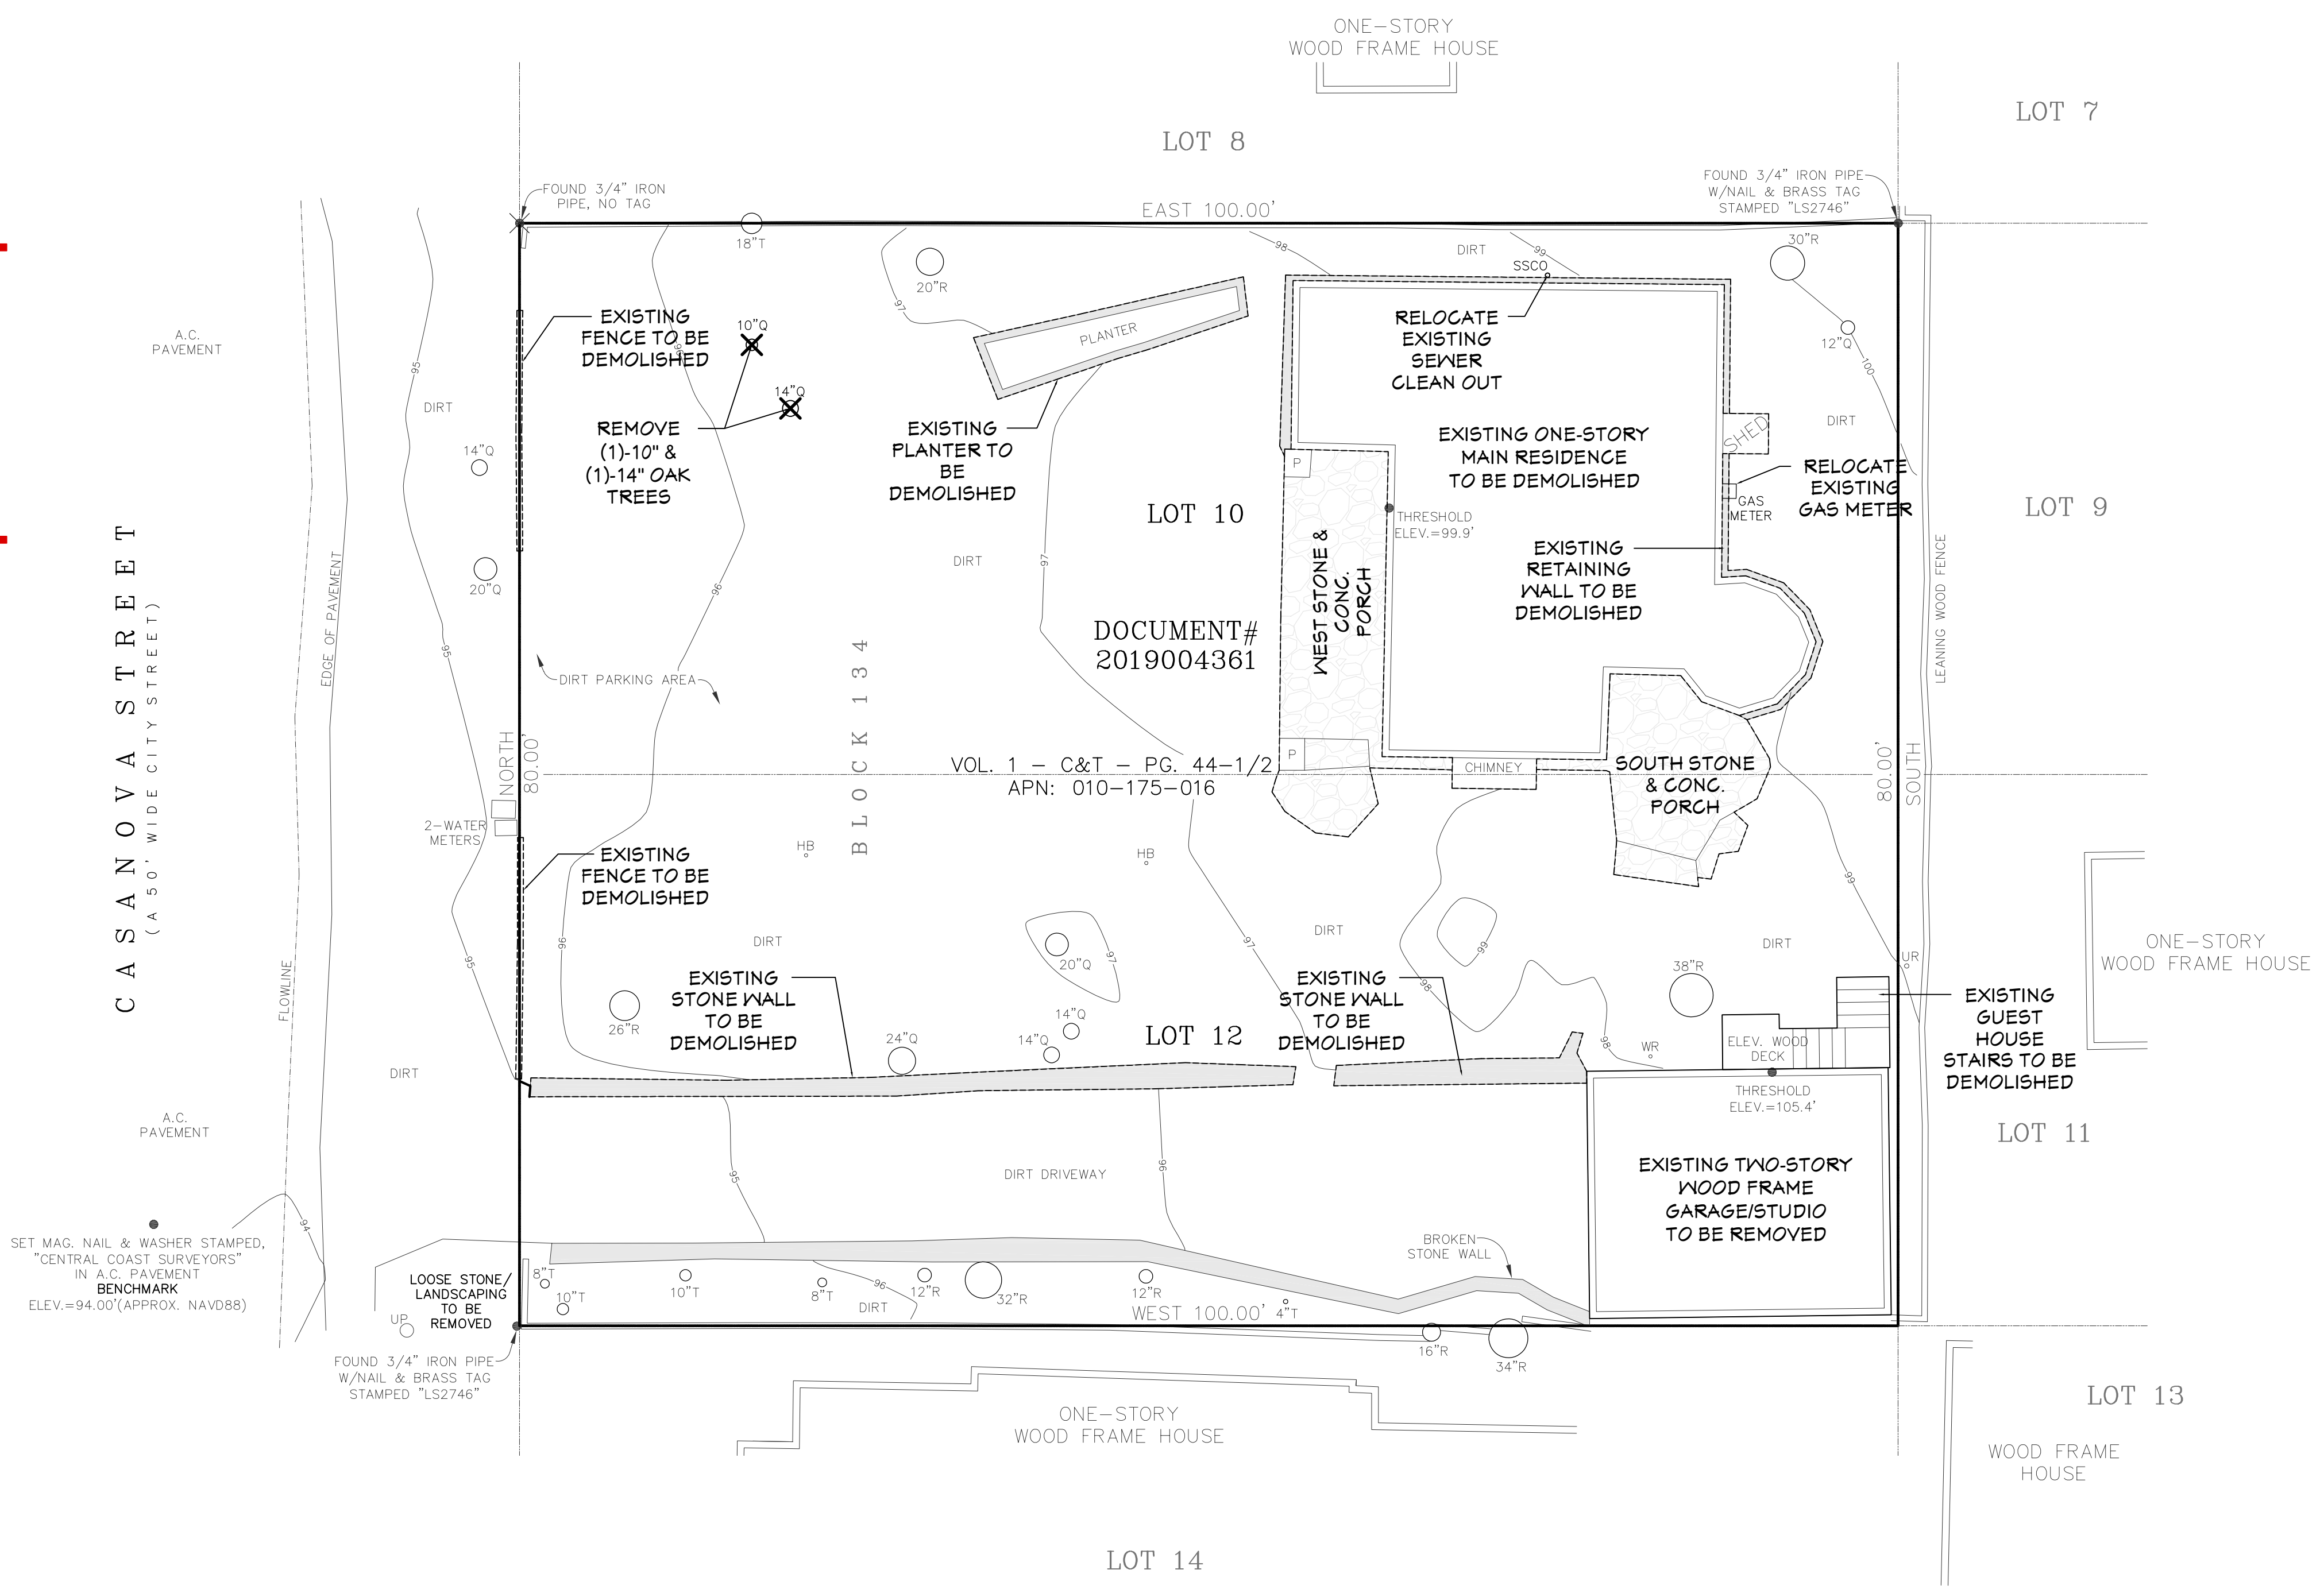 ONE-STORY
WOOD FRAME HOUSE
LOT 7
LOT 8
FOUND 3/4" IRON
PIPE, NO TAG
FOUND 3/4" IRON PIPE
W/NAIL & BRASS TAG
STAMPED "LS2746"
EAST 100.00'
18"T
20"R
97
98
99
DIRT
SSCO
30"R
12"Q
100
DIRT
A.C.
PAVEMENT
DIRT
95
EXISTING
FENCE TO BE
DEMOLISHED
10"Q
96
14"Q
REMOVE
(1)-10" &
(1)-14" OAK
TREES
PLANTER
EXISTING
PLANTER TO
BE
DEMOLISHED
RELOCATE
EXISTING
SEWER
CLEAN OUT
EXISTING ONE-STORY
MAIN RESIDENCE
TO BE DEMOLISHED
SHED
RELOCATE
EXISTING
GAS METER
GAS
METER
P
THRESHOLD
ELEV.=99.9'
LOT 9
LOT 10
14"Q
20"Q
DIRT
97
96
95
WEST STONE &
CONC.
PORCH
EXISTING
RETAINING
WALL TO BE
DEMOLISHED
LEANING WOOD FENCE
CASANOVA STREET
(A 50' WIDE CITY STREET)
EDGE OF PAVEMENT
FLOWLINE
DIRT PARKING AREA
BLOCK 134
DOCUMENT#
2019004361
NORTH
80.00'
VOL. 1 - C&T - PG. 44-1/2
APN: 010-175-016
P
CHIMNEY
SOUTH STONE
& CONC.
PORCH
80.00'
SOUTH
2-WATER
METERS
HB
HB
EXISTING
FENCE TO BE
DEMOLISHED
95
96
DIRT
20"Q
97
97
DIRT
99
98
99
DIRT
UR
ONE-STORY
WOOD FRAME HOUSE
26"R
EXISTING
STONE WALL
TO BE
DEMOLISHED
24"Q
14"Q
14"Q
LOT 12
EXISTING
STONE WALL
TO BE
DEMOLISHED
38"R
98
WR
ELEV. WOOD
DECK
EXISTING
GUEST
HOUSE
STAIRS TO BE
DEMOLISHED
THRESHOLD
ELEV.=105.4'
DIRT
A.C.
PAVEMENT
LOT 11
95
96
DIRT DRIVEWAY
EXISTING TWO-STORY
WOOD FRAME
GARAGE/STUDIO
TO BE REMOVED
94
SET MAG. NAIL & WASHER STAMPED,
"CENTRAL COAST SURVEYORS"
IN A.C. PAVEMENT
BENCHMARK
ELEV.=94.00'(APPROX. NAVD88)
BROKEN
STONE WALL
LOOSE STONE/
LANDSCAPING
TO BE
REMOVED
UP
8"T
10"T
10"T
8"T
96
DIRT
12"R
32"R
12"R
WEST 100.00'
4"T
16"R
34"R
FOUND 3/4" IRON PIPE
W/NAIL & BRASS TAG
STAMPED "LS2746"
ONE-STORY
WOOD FRAME HOUSE
LOT 13
WOOD FRAME
HOUSE
LOT 14